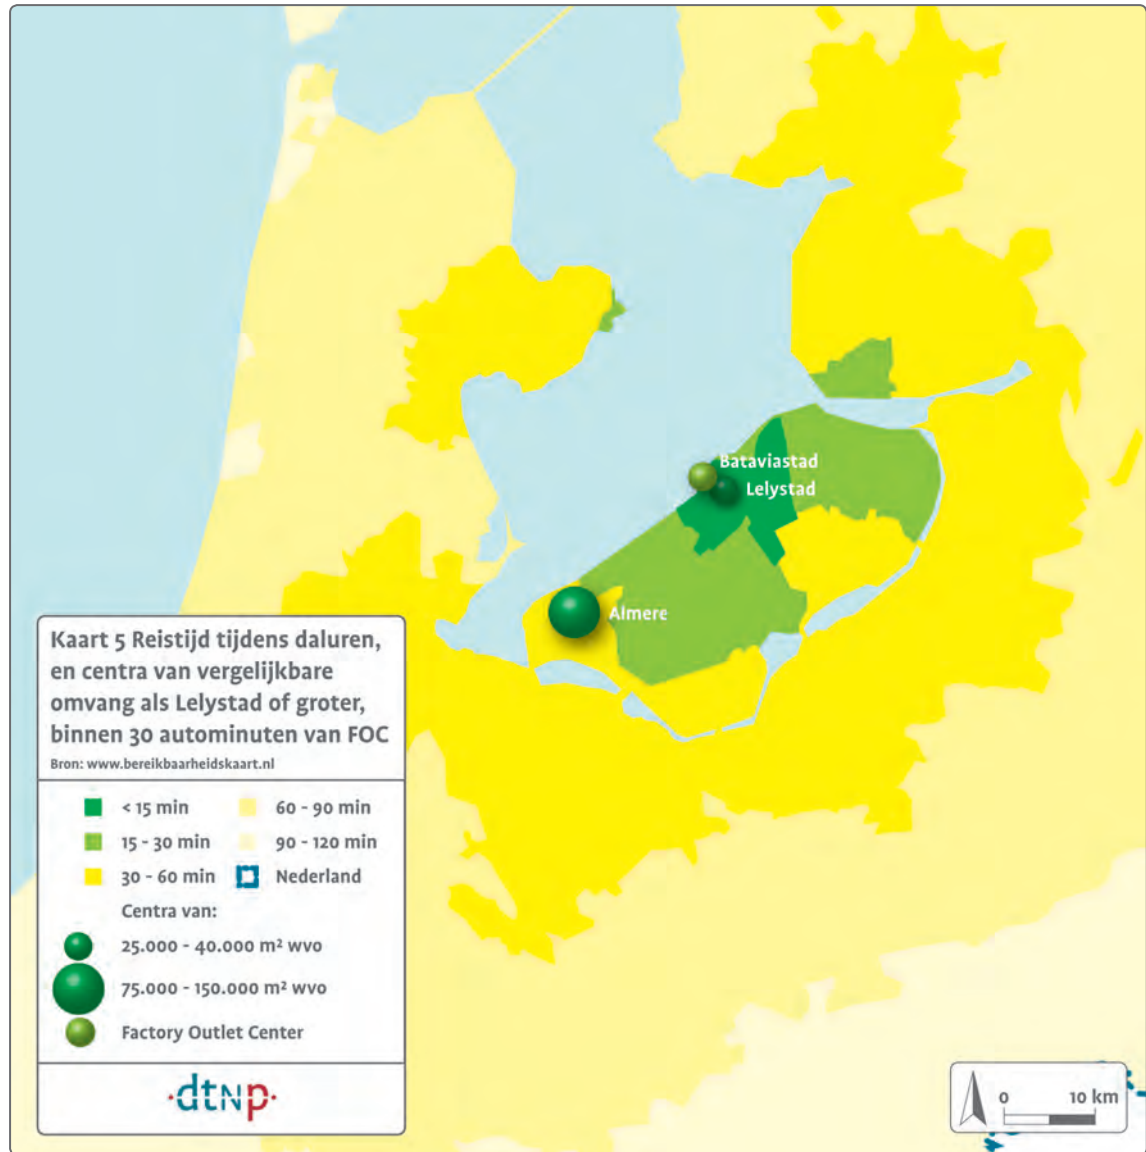 Bataviastad
Lelystad
Almere
Kaart 5 Reistijd tijdens daluren,
en centra van vergelijkbare
omvang als Lelystad of groter,
binnen 30 autominuten van FOC
Bron: www.bereikbaarheidskaart.nl
< 15 min
60 - 90 min
15 - 30 min
90 - 120 min
30 - 60 min
Nederland
Centra van:
25.000 - 40.000 m² wvo
75.000 - 150.000 m² wvo
Factory Outlet Center
·dtnp·
0 10 km